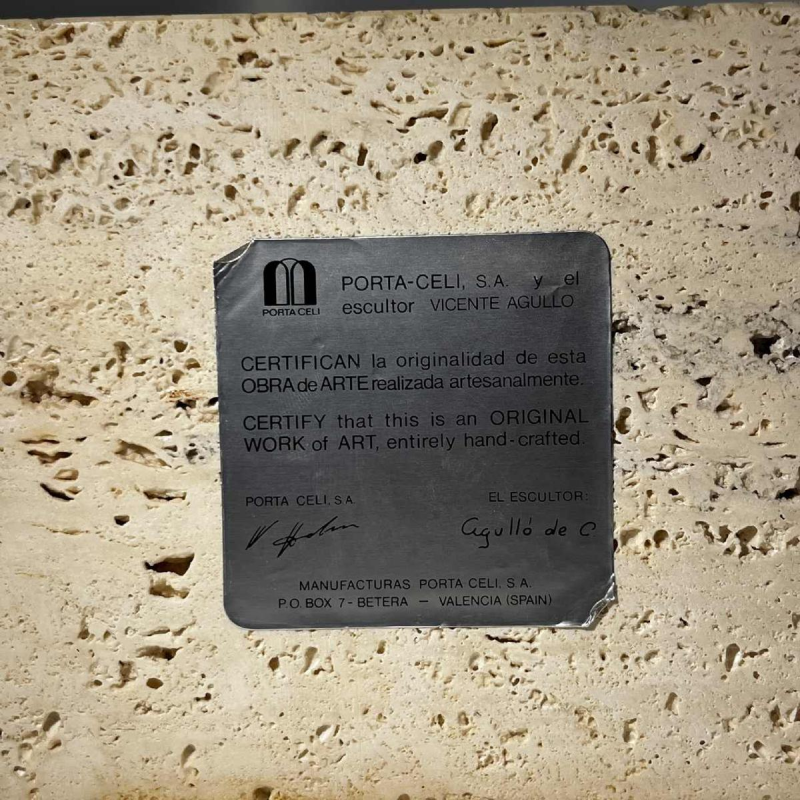 PORTA CELI
PORTA-CELI, S.A. y el
escultor VICENTE AGULLO
CERTIFICAN la originalidad de esta
OBRA de ARTE realizada artesanalmente.
CERTIFY that this is an ORIGINAL
WORK of ART, entirely hand-crafted.
PORTA CELI, S.A.
EL ESCULTOR:
Agulló de C
MANUFACTURAS PORTA CELI, S.A.
P.O. BOX 7 - BETERA — VALENCIA (SPAIN)